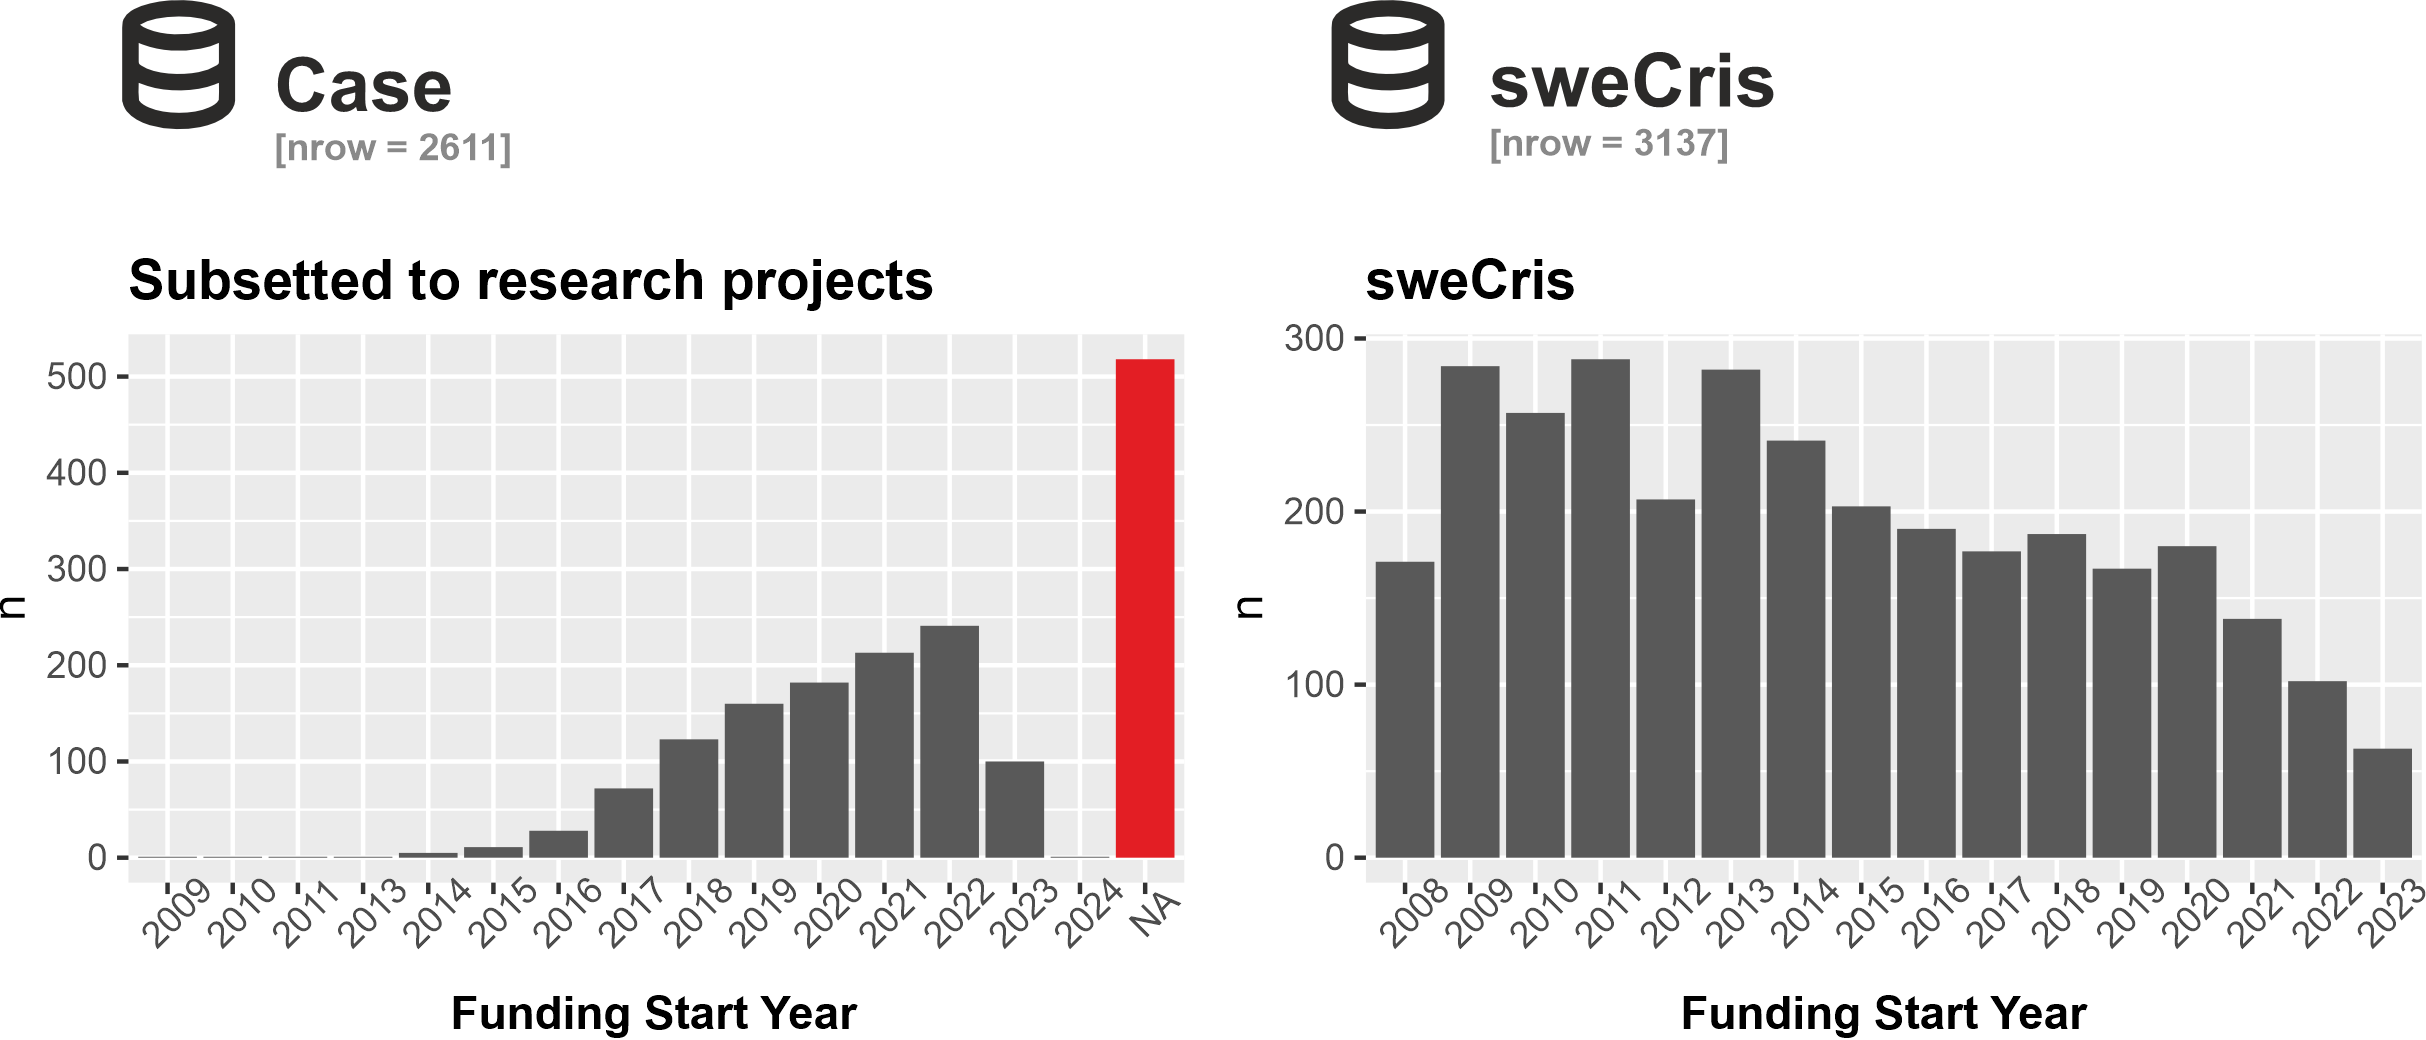 Case
[nrow = 2611]
sweCris
[nrow = 3137]
Subsetted to research projects
n
500
400
300
200
100
0
2009 2010 2011 2013 2014 2015 2016 2017 2018 2019 2020 2021 2022 2023 2024 NA
Funding Start Year
sweCris
n
300
200
100
0
2008 2009 2010 2011 2012 2013 2014 2015 2016 2017 2018 2019 2020 2021 2022 2023
Funding Start Year